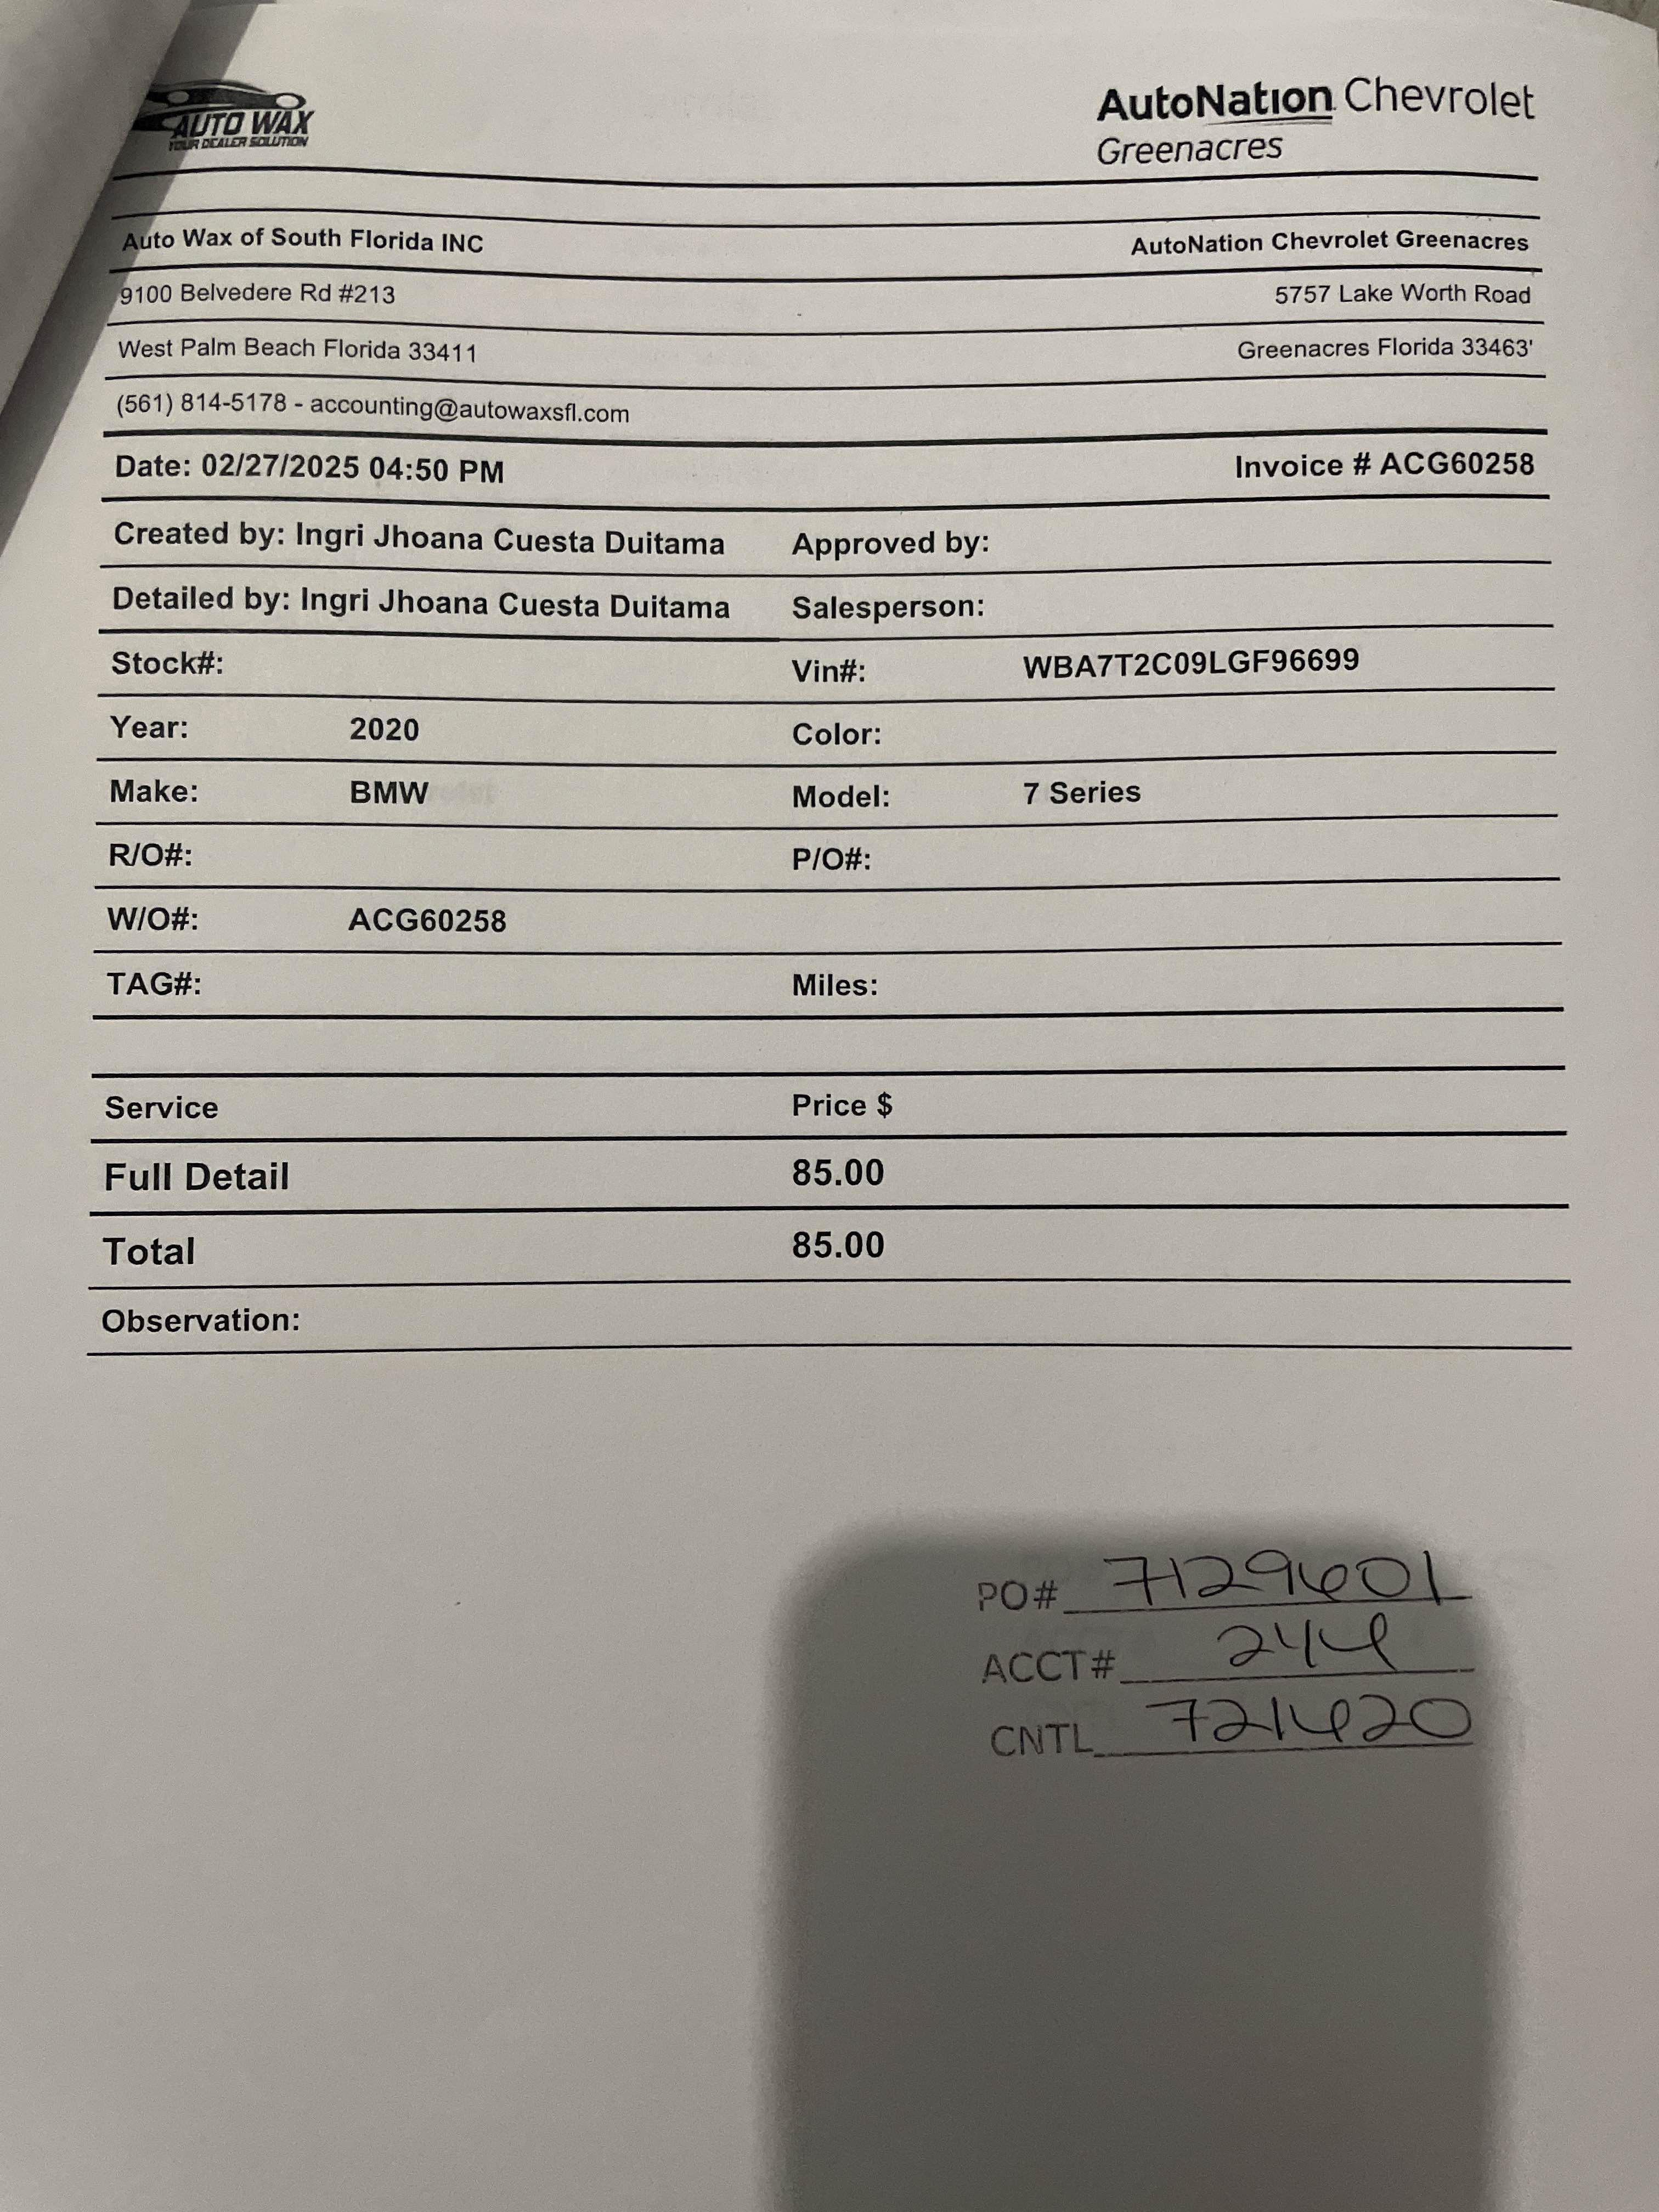 AUTO WAX
YOUR DEALER SOLUTION
AutoNation Chevrolet
Greenacres
Auto Wax of South Florida INC AutoNation Chevrolet Greenacres
9100 Belvedere Rd #213 5757 Lake Worth Road
West Palm Beach Florida 33411 Greenacres Florida 33463'
(561) 814-5178 - accounting@autowaxsfl.com
Date: 02/27/2025 04:50 PM Invoice # ACG60258
Created by: Ingri Jhoana Cuesta Duitama Approved by:
Detailed by: Ingri Jhoana Cuesta Duitama Salesperson:
Stock#: Vin#: WBA7T2C09LGF96699
Year: 2020 Color:
Make: BMW Model: 7 Series
R/O#: P/O#:
W/O#: ACG60258
TAG#: Miles:
Service Price $
Full Detail 85.00
Total 85.00
Observation:
PO# 7129601
ACCT#
CNTL